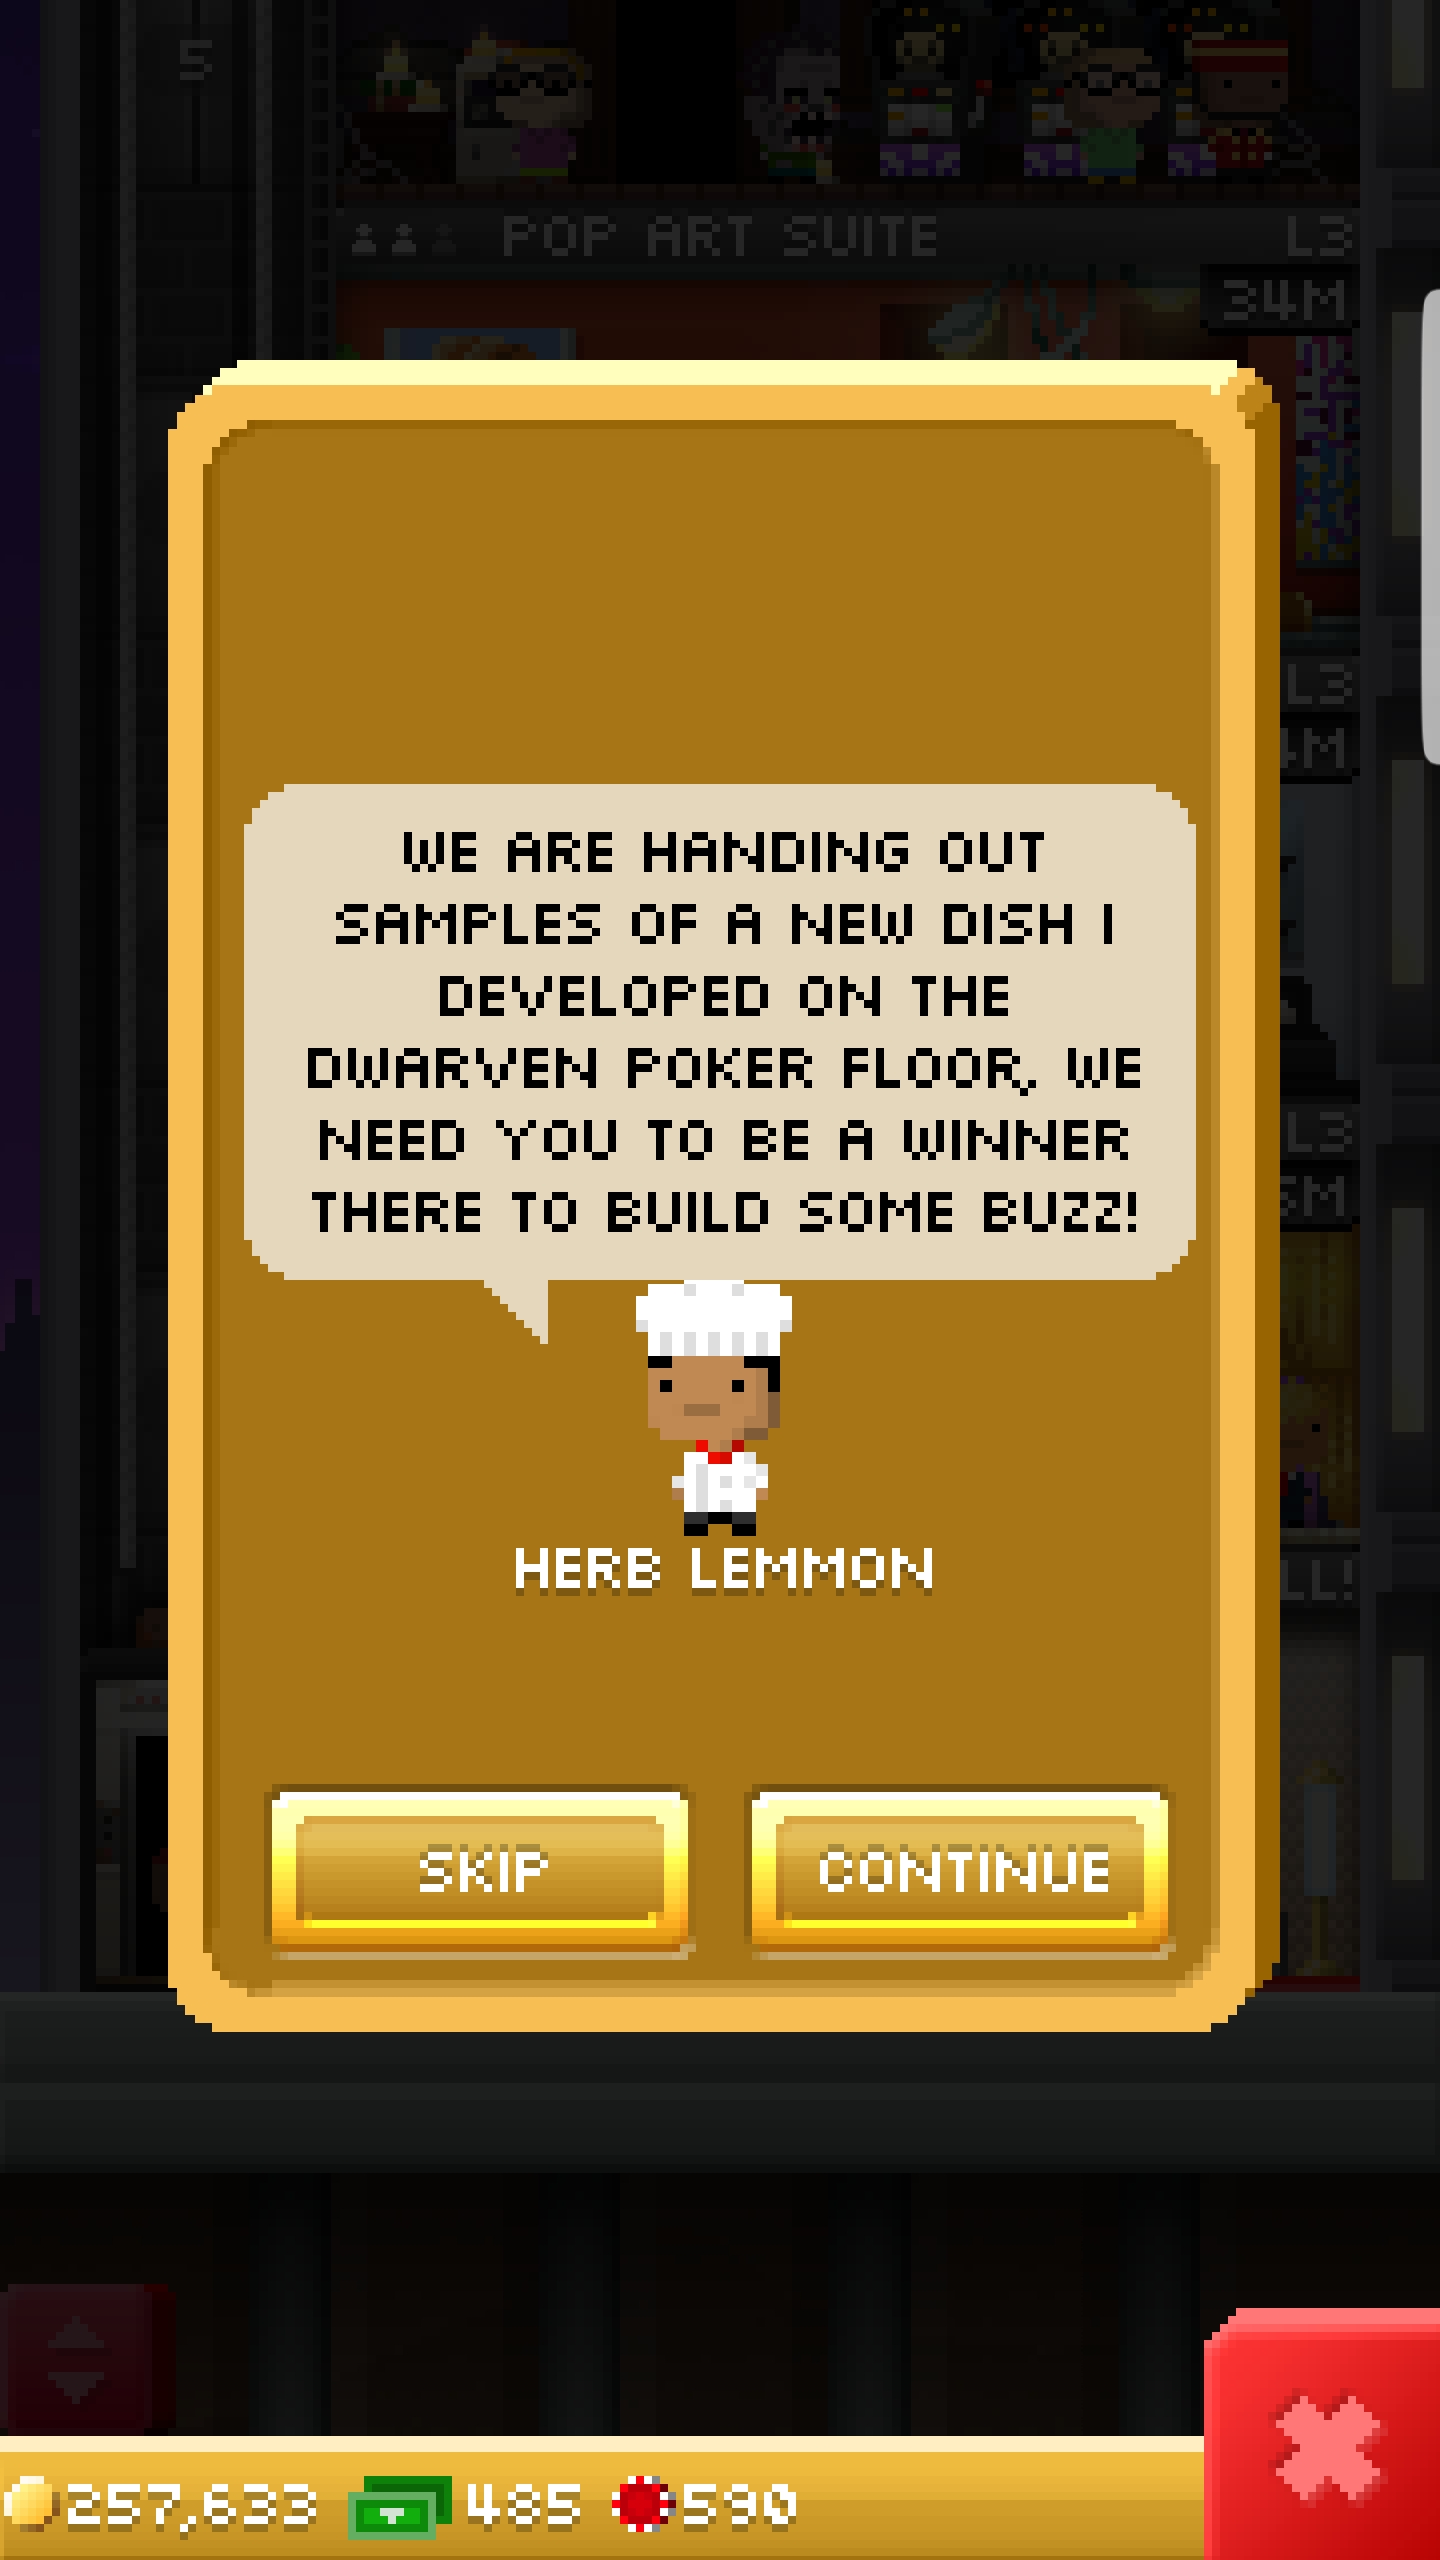 5
POP ART SUITE L3
34M
L3
4M
WE ARE HANDING OUT
SAMPLES OF A NEW DISH I
DEVELOPED ON THE
DWARVEN POKER FLOOR, WE
NEED YOU TO BE A WINNER
THERE TO BUILD SOME BUZZ!
L3
5M
HERB LEMMON
LL!
SKIP CONTINUE
257,633 485 590